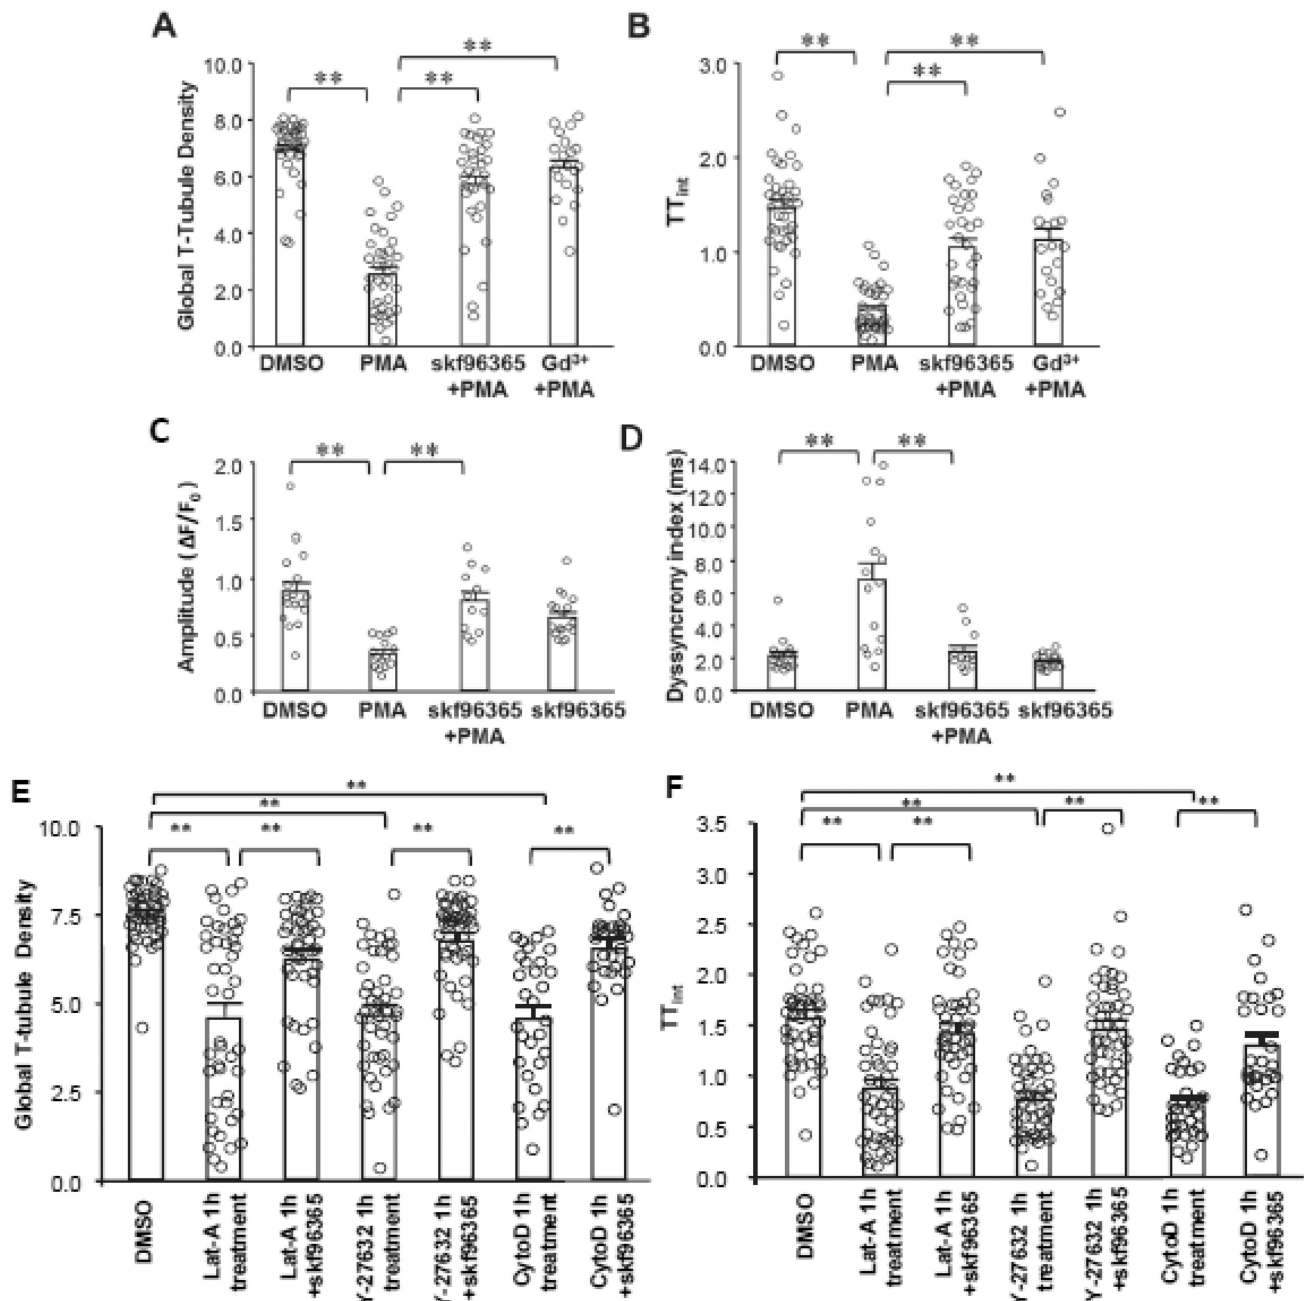 A
B
** ** **
** ** **
Global T-Tubule Density
10.0
8.0
6.0
4.0
2.0
0.0
DMSO PMA skf96365 Gd³⁺
+PMA +PMA
TTint
3.0
2.0
1.0
0.0
DMSO PMA skf96365 Gd³⁺
+PMA +PMA
C
D
** **
** **
Amplitude (ΔF/F₀)
2.0
1.5
1.0
0.5
0.0
DMSO PMA skf96365 skf96365
+PMA
Dyssyncrony index (ms)
14.0
12.0
10.0
8.0
6.0
4.0
2.0
0.0
DMSO PMA skf96365 skf96365
+PMA
E
F
**
**
** ** ** **
**
** ** **
** **
Global T-tubule Density
10.0
7.5
5.0
2.5
0.0
DMSO
Lat-A 1h
treatment
Lat-A 1h
+skf96365
Y-27632 1h
treatment
Y-27632 1h
+skf96365
CytoD 1h
treatment
CytoD 1h
+skf96365
TTint
3.5
3.0
2.5
2.0
1.5
1.0
0.5
0.0
DMSO
Lat-A 1h
treatment
Lat-A 1h
+skf96365
Y-27632 1h
treatment
Y-27632 1h
+skf96365
CytoD 1h
treatment
CytoD 1h
+skf96365